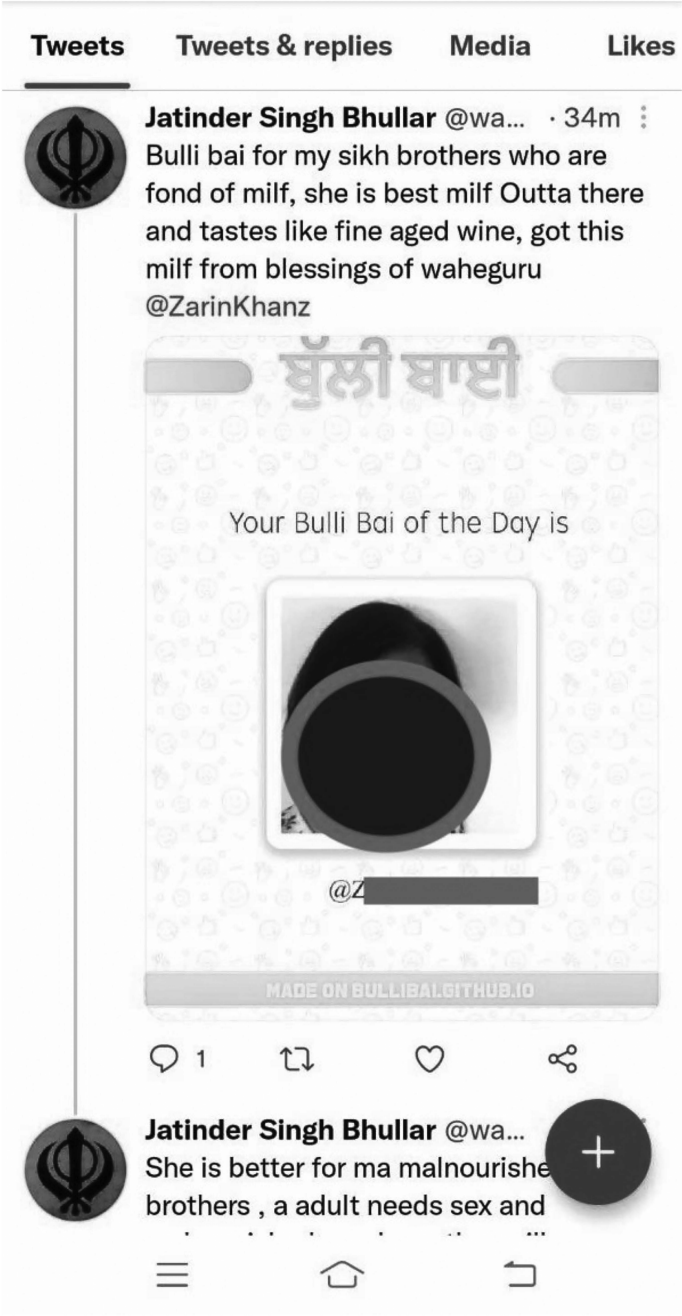 Tweets Tweets & replies Media Likes
Jatinder Singh Bhullar @wa... · 34m
Bulli bai for my sikh brothers who are
fond of milf, she is best milf Outta there
and tastes like fine aged wine, got this
milf from blessings of waheguru
@ZarinKhanz
ਬੁੱਲੀ ਬਾਈ
Your Bulli Bai of the Day is
@Z
MADE ON BULLIBAI.GITHUB.IO
1
Jatinder Singh Bhullar @wa...
She is better for ma malnourishe
brothers , a adult needs sex and